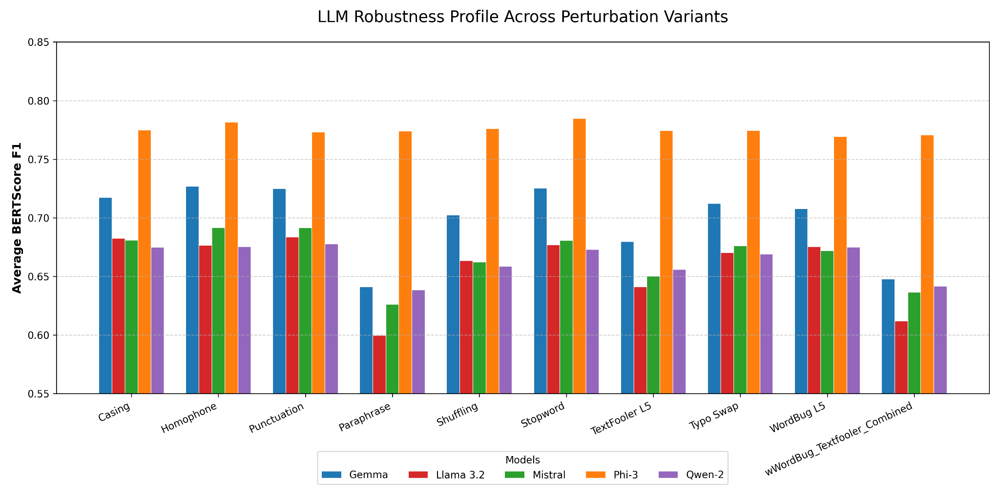 LLM Robustness Profile Across Perturbation Variants
Average BERTScore F1
0.85
0.80
0.75
0.70
0.65
0.60
0.55
Casing
Homophone
Punctuation
Paraphrase
Shuffling
Stopword
TextFooler L5
Typo Swap
WordBug L5
wWordBug_Textfooler_Combined
Models
Gemma
Llama 3.2
Mistral
Phi-3
Qwen-2